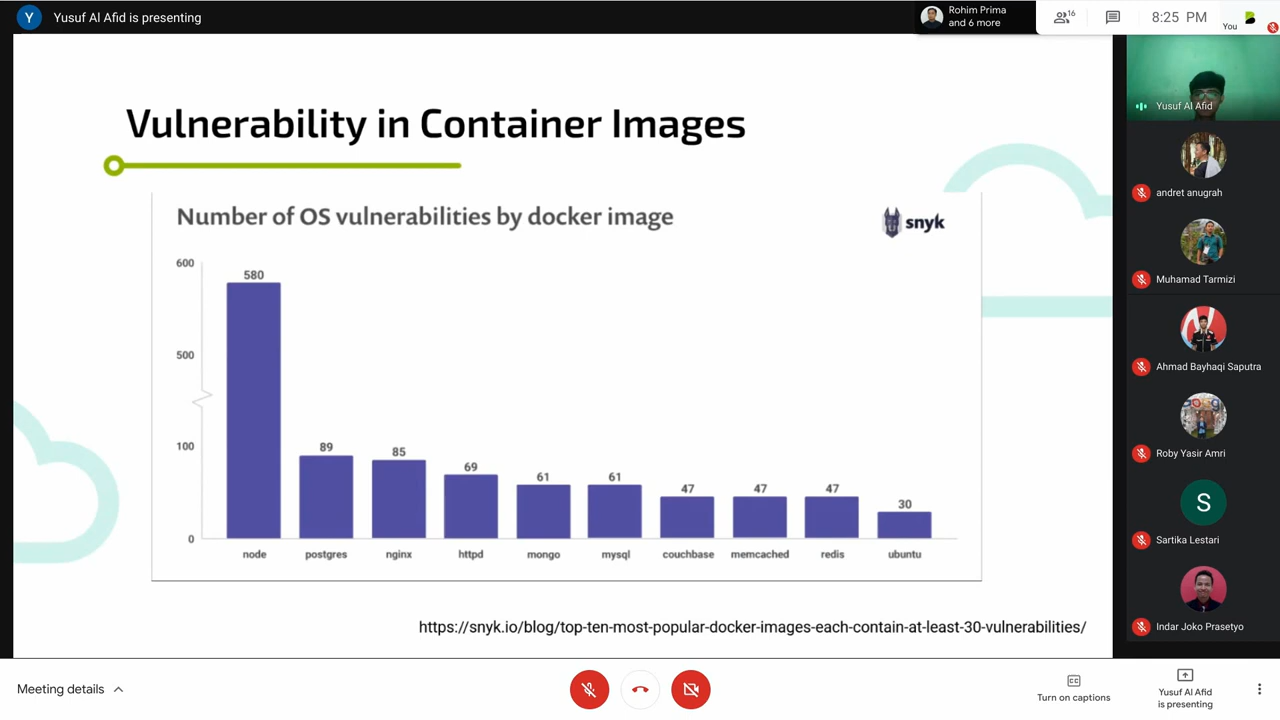 Y
Yusuf Al Afid is presenting
Rohim Prima
and 6 more
16
8:25 PM
You
Vulnerability in Container Images
Number of OS vulnerabilities by docker image
snyk
600
500
100
0
580
89
85
69
61
61
47
47
47
30
node
postgres
nginx
httpd
mongo
mysql
couchbase
memcached
redis
ubuntu
https://snyk.io/blog/top-ten-most-popular-docker-images-each-contain-at-least-30-vulnerabilities/
Yusuf Al Afid
andret anugrah
Muhamad Tarmizi
Ahmad Bayhaqi Saputra
Roby Yasir Amri
S
Sartika Lestari
Indar Joko Prasetyo
Meeting details
CC
Turn on captions
Yusuf Al Afid
is presenting